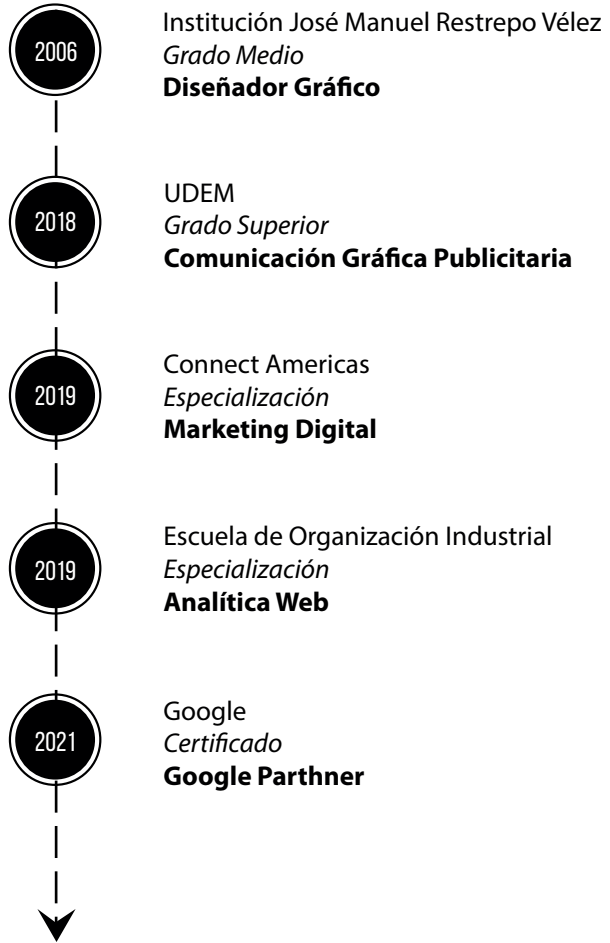 2006
Institución José Manuel Restrepo Vélez
Grado Medio
Diseñador Gráfico
2018
UDEM
Grado Superior
Comunicación Gráfica Publicitaria
2019
Connect Americas
Especialización
Marketing Digital
2019
Escuela de Organización Industrial
Especialización
Analítica Web
2021
Google
Certificado
Google Parthner